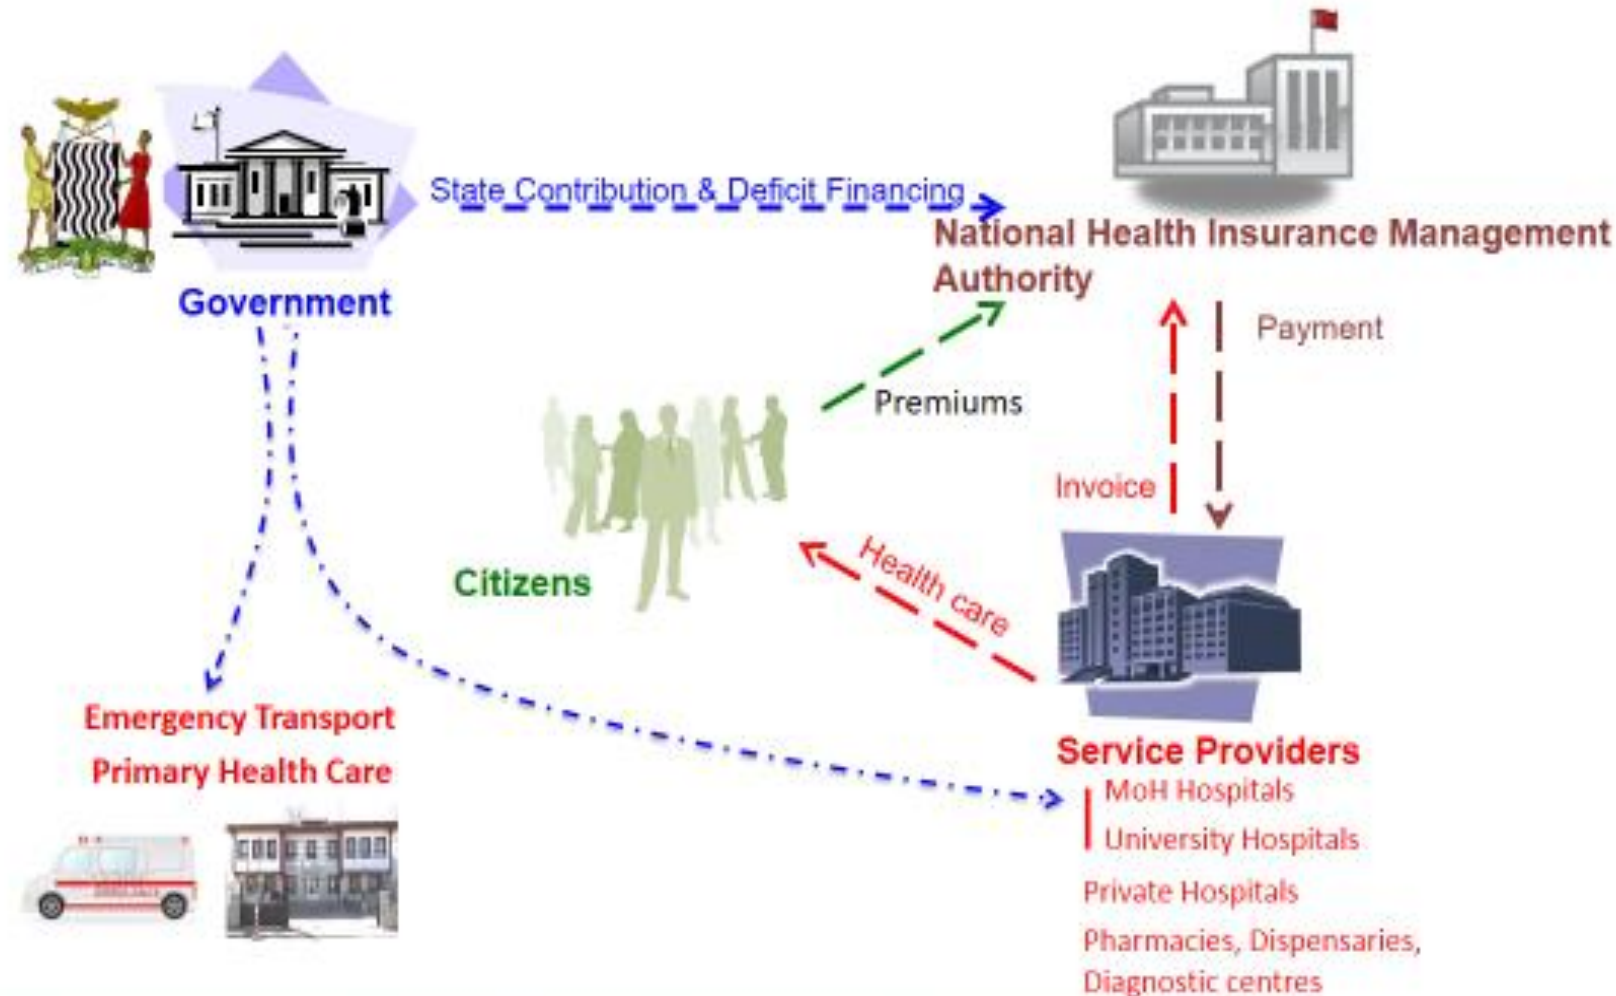 State Contribution & Deficit Financing
National Health Insurance Management
Authority
Government
Payment
Premiums
Invoice
Health care
Citizens
Emergency Transport
Primary Health Care
Service Providers
MoH Hospitals
University Hospitals
Private Hospitals
Pharmacies, Dispensaries,
Diagnostic centres